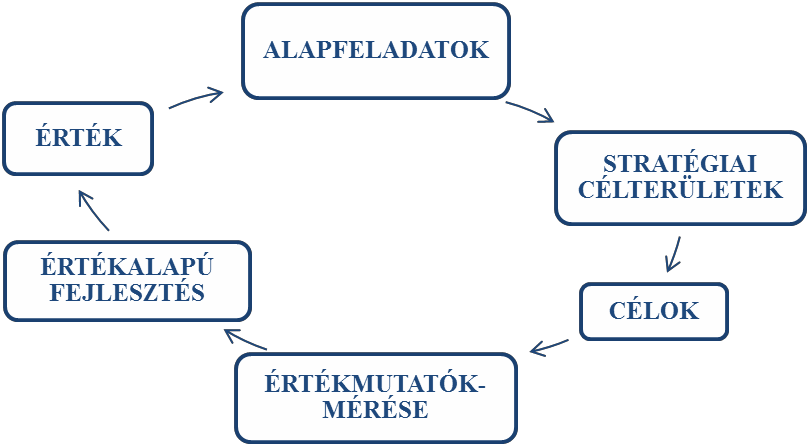 ALAPFELADATOK
STRATÉGIAI
CÉLTERÜLETEK
CÉLOK
ÉRTÉKMUTATÓK-
MÉRÉSE
ÉRTÉKALAPÚ
FEJLESZTÉS
ÉRTÉK